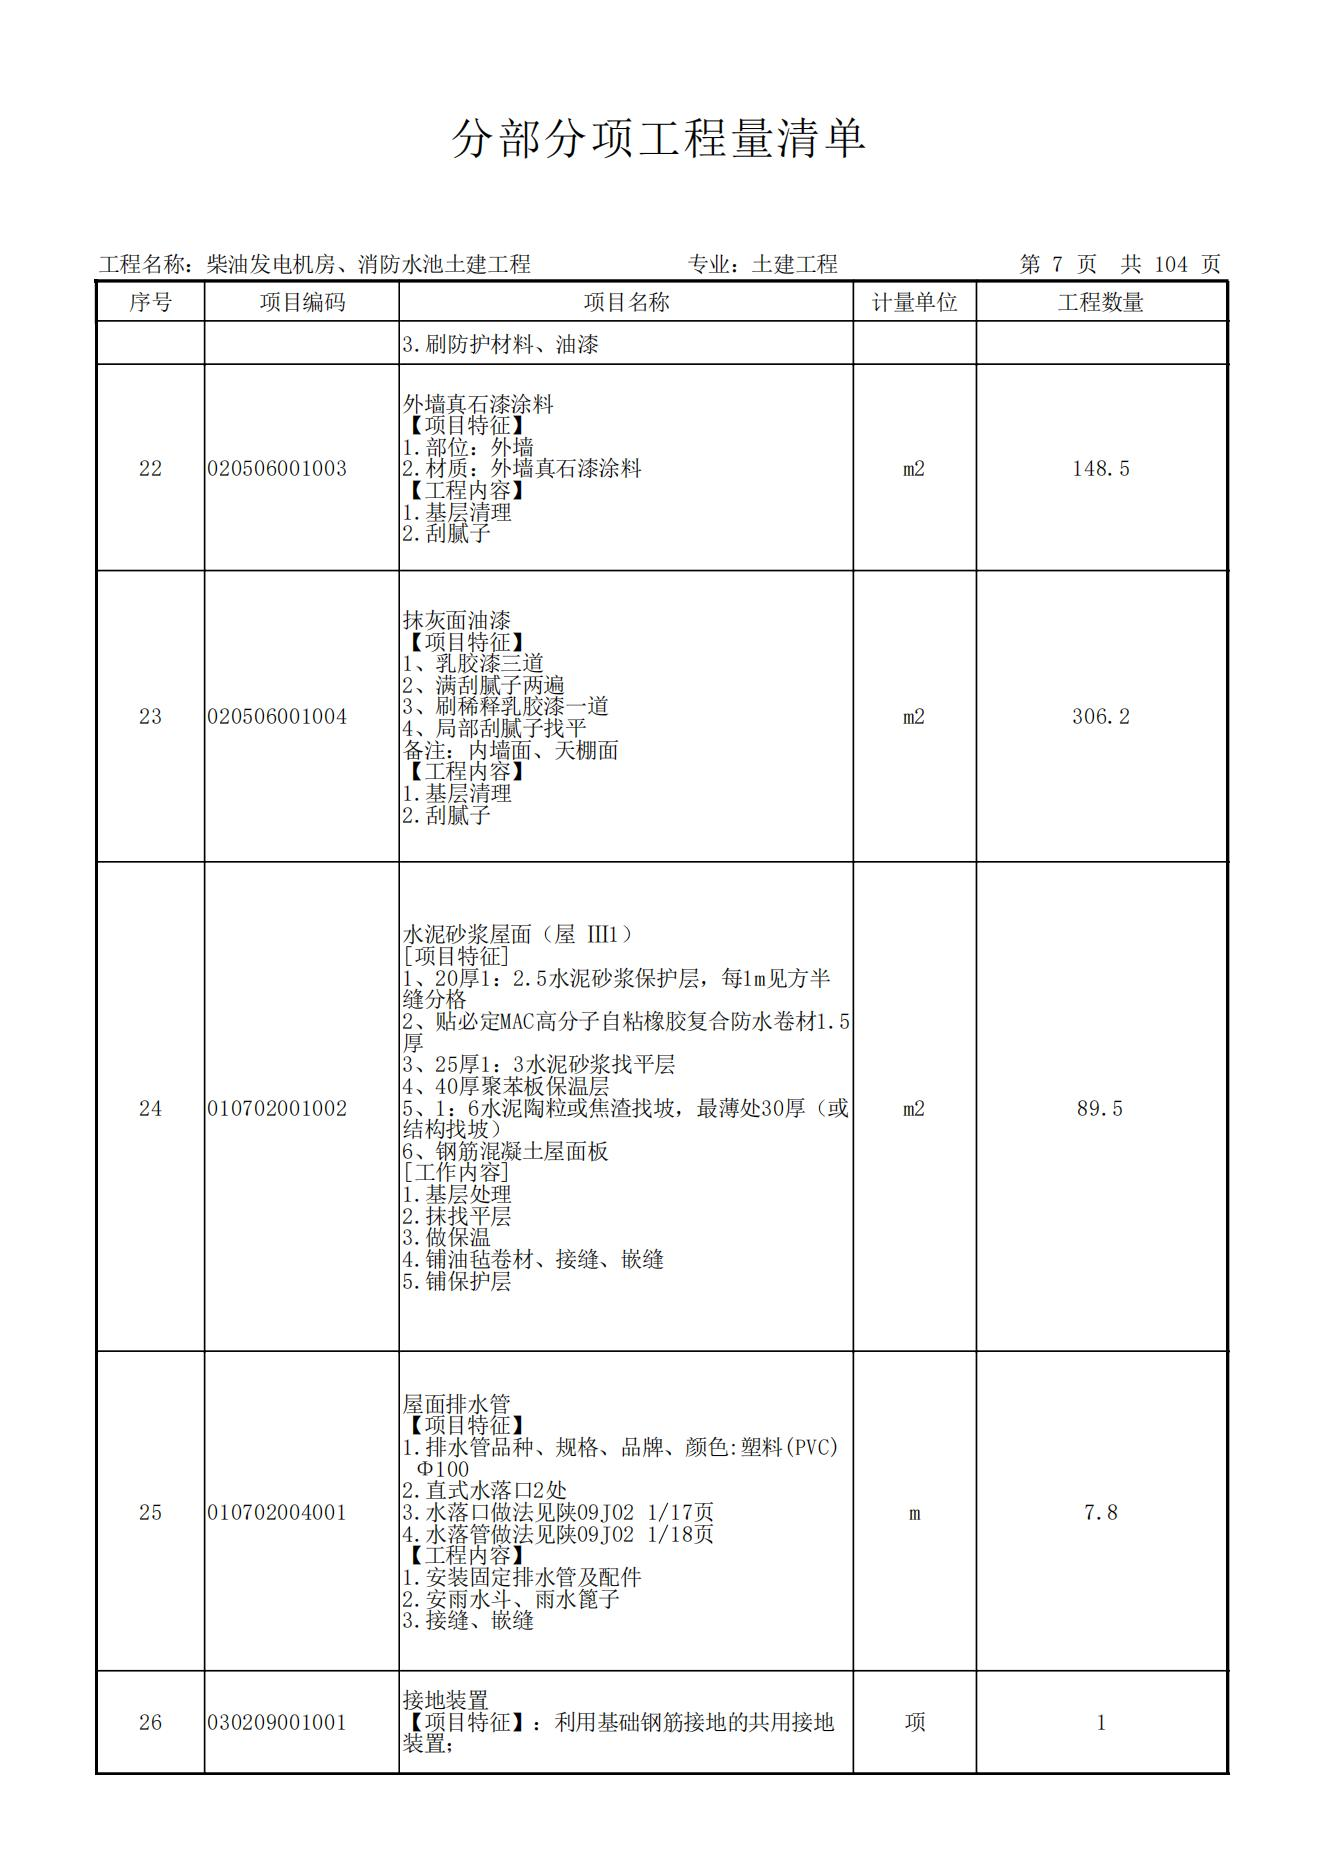 分部分项工程量清单
工程名称：柴油发电机房、消防水池土建工程 专业：土建工程 第 7 页 共 104 页
序号 项目编码 项目名称 计量单位 工程数量
3.刷防护材料、油漆
外墙真石漆涂料
【项目特征】
1.部位：外墙
22 020506001003 2.材质：外墙真石漆涂料 m2 148.5
【工程内容】
1.基层清理
2.刮腻子
抹灰面油漆
【项目特征】
1、乳胶漆三道
2、满刮腻子两遍
3、刷稀释乳胶漆一道
23 020506001004 m2 306.2
4、局部刮腻子找平
备注：内墙面、天棚面
【工程内容】
1.基层清理
2.刮腻子
水泥砂浆屋面（屋 Ⅲ1）
[项目特征]
1、20厚1：2.5水泥砂浆保护层，每1m见方半
缝分格
2、贴必定MAC高分子自粘橡胶复合防水卷材1.5
厚
3、25厚1：3水泥砂浆找平层
4、40厚聚苯板保温层
24 010702001002 5、1：6水泥陶粒或焦渣找坡，最薄处30厚（或 m2 89.5
结构找坡）
6、钢筋混凝土屋面板
[工作内容]
1.基层处理
2.抹找平层
3.做保温
4.铺油毡卷材、接缝、嵌缝
5.铺保护层
屋面排水管
【项目特征】
1.排水管品种、规格、品牌、颜色:塑料(PVC)
Φ100
2.直式水落口2处
25 010702004001 3.水落口做法见陕09J02 1/17页 m 7.8
4.水落管做法见陕09J02 1/18页
【工程内容】
1.安装固定排水管及配件
2.安雨水斗、雨水篦子
3.接缝、嵌缝
接地装置
26 030209001001 【项目特征】：利用基础钢筋接地的共用接地 项 1
装置；